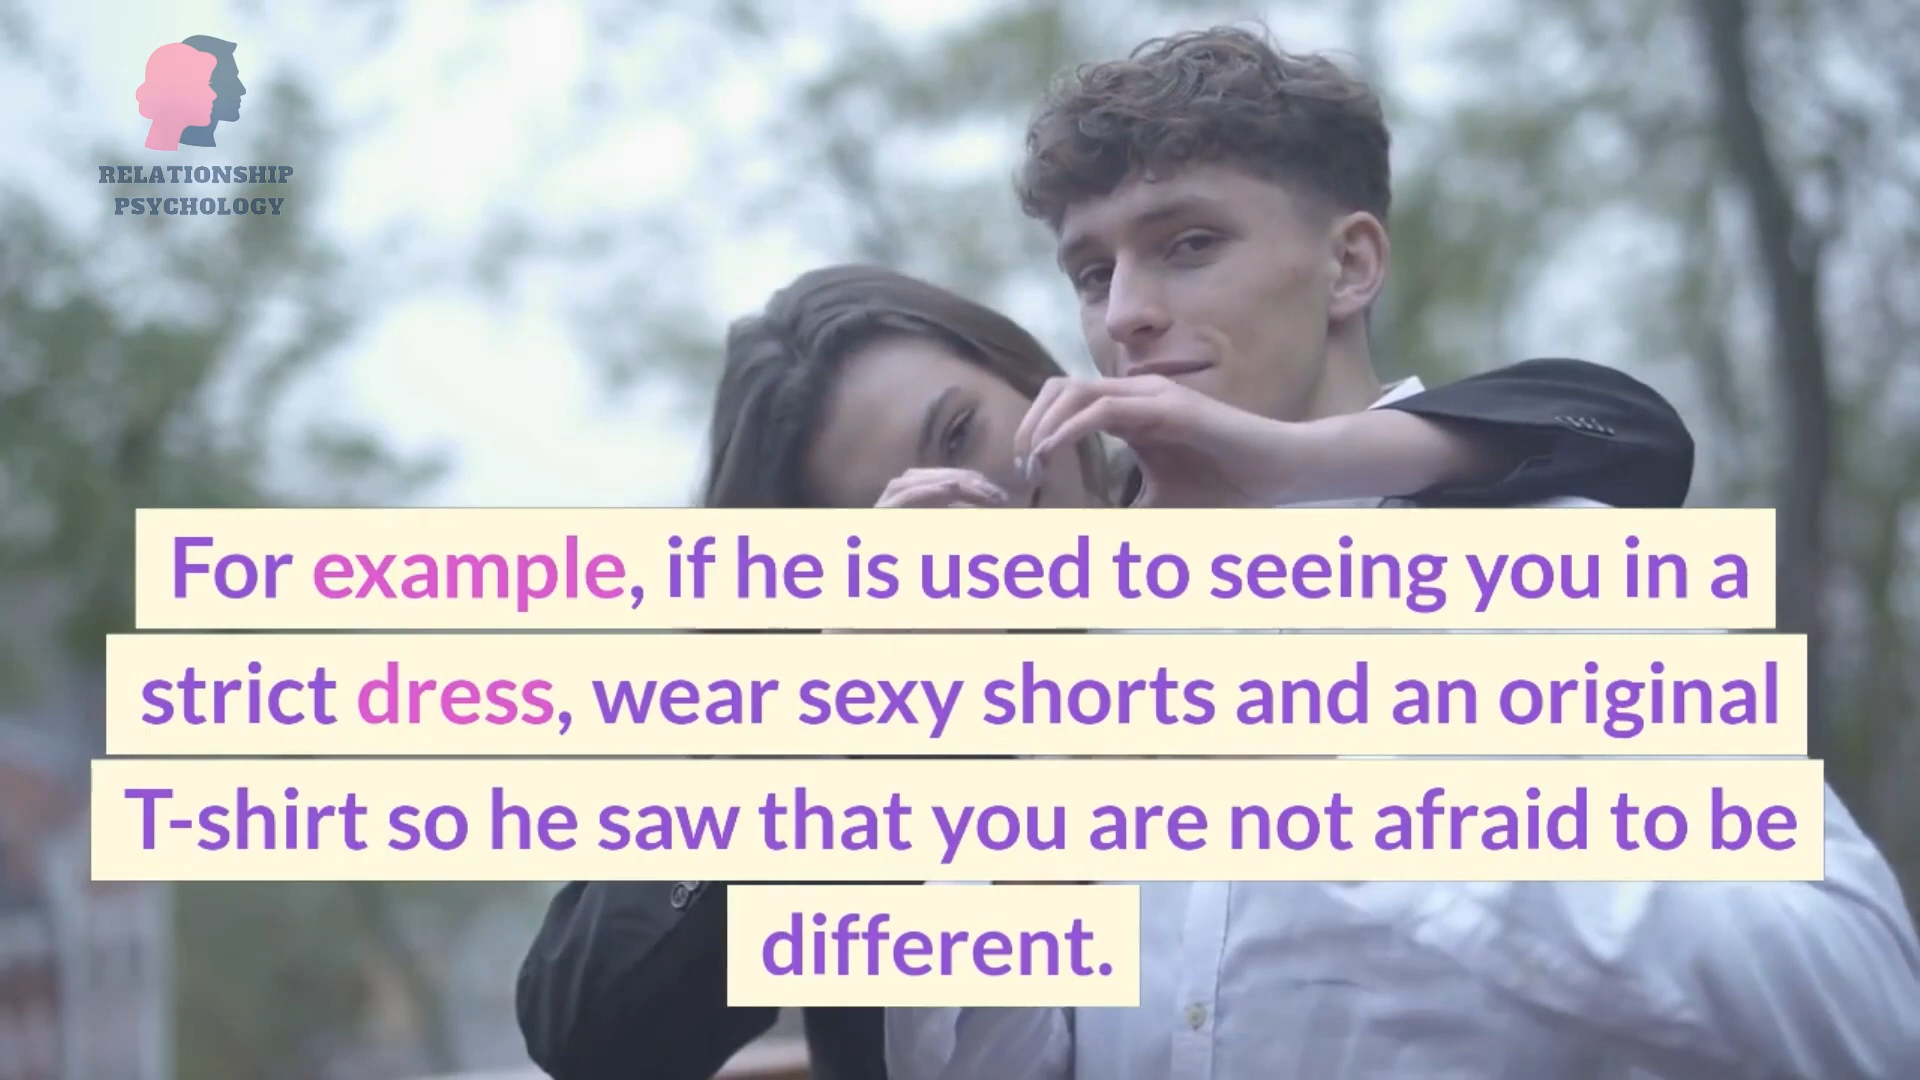 RELATIONSHIP
PSYCHOLOGY
For example, if he is used to seeing you in a
strict dress, wear sexy shorts and an original
T-shirt so he saw that you are not afraid to be
different.